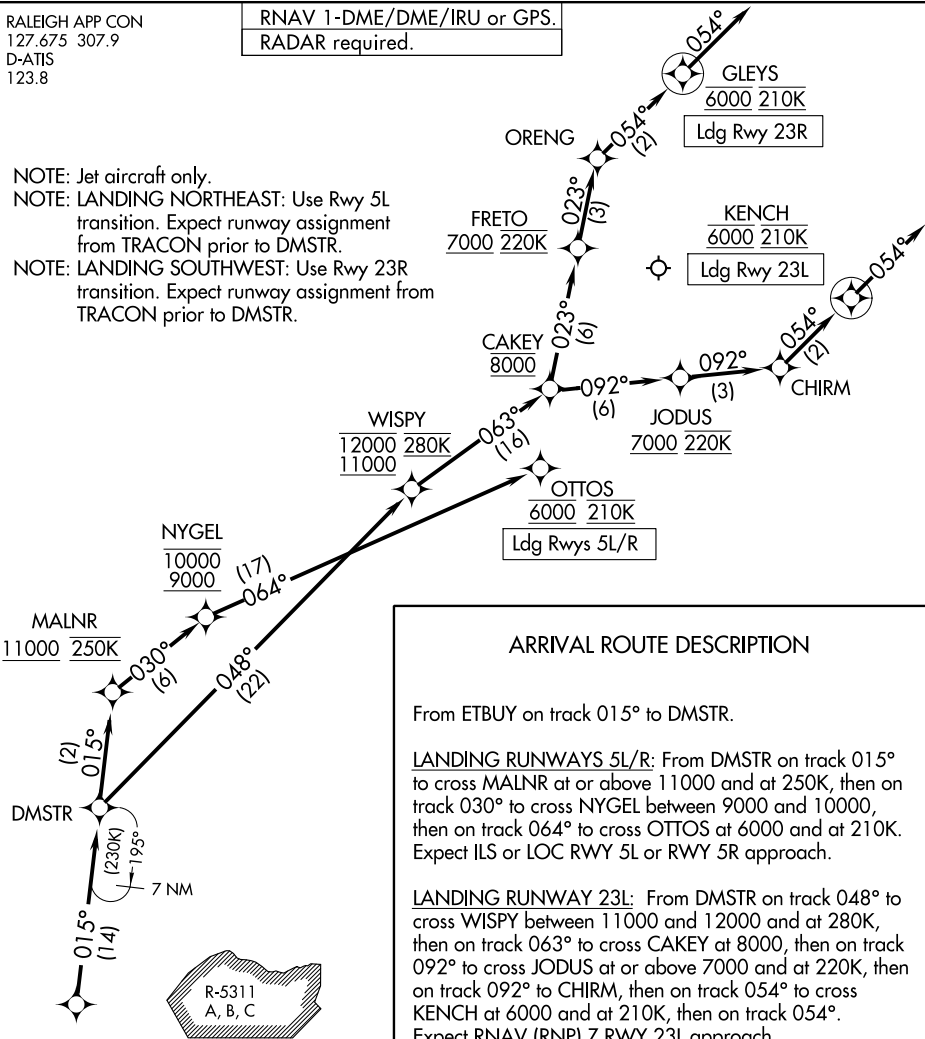 RALEIGH APP CON
127.675 307.9
D-ATIS
123.8
RNAV 1-DME/DME/IRU or GPS.
RADAR required.
NOTE: Jet aircraft only.
NOTE: LANDING NORTHEAST: Use Rwy 5L
transition. Expect runway assignment
from TRACON prior to DMSTR.
NOTE: LANDING SOUTHWEST: Use Rwy 23R
transition. Expect runway assignment from
TRACON prior to DMSTR.
054°
GLEYS
6000 210K
Ldg Rwy 23R
054°
(2)
ORENG
023°
(3)
FRETO
7000 220K
023°
(6)
KENCH
6000 210K
Ldg Rwy 23L
054°
054°
(2)
CHIRM
092°
(3)
JODUS
7000 220K
092°
(6)
CAKEY
8000
063°
(16)
WISPY
12000 280K
11000
OTTOS
6000 210K
Ldg Rwys 5L/R
NYGEL
10000
9000
(17)
064°
MALNR
11000 250K
030°
(6)
048°
(22)
(2)
015°
DMSTR
(230K)
195°
7 NM
015°
(14)
R-5311
A, B, C
ARRIVAL ROUTE DESCRIPTION
From ETBUY on track 015° to DMSTR.
LANDING RUNWAYS 5L/R: From DMSTR on track 015°
to cross MALNR at or above 11000 and at 250K, then on
track 030° to cross NYGEL between 9000 and 10000,
then on track 064° to cross OTTOS at 6000 and at 210K.
Expect ILS or LOC RWY 5L or RWY 5R approach.
LANDING RUNWAY 23L: From DMSTR on track 048° to
cross WISPY between 11000 and 12000 and at 280K,
then on track 063° to cross CAKEY at 8000, then on track
092° to cross JODUS at or above 7000 and at 220K, then
on track 092° to CHIRM, then on track 054° to cross
KENCH at 6000 and at 210K, then on track 054°.
Expect RNAV (RNP) Z RWY 23L approach